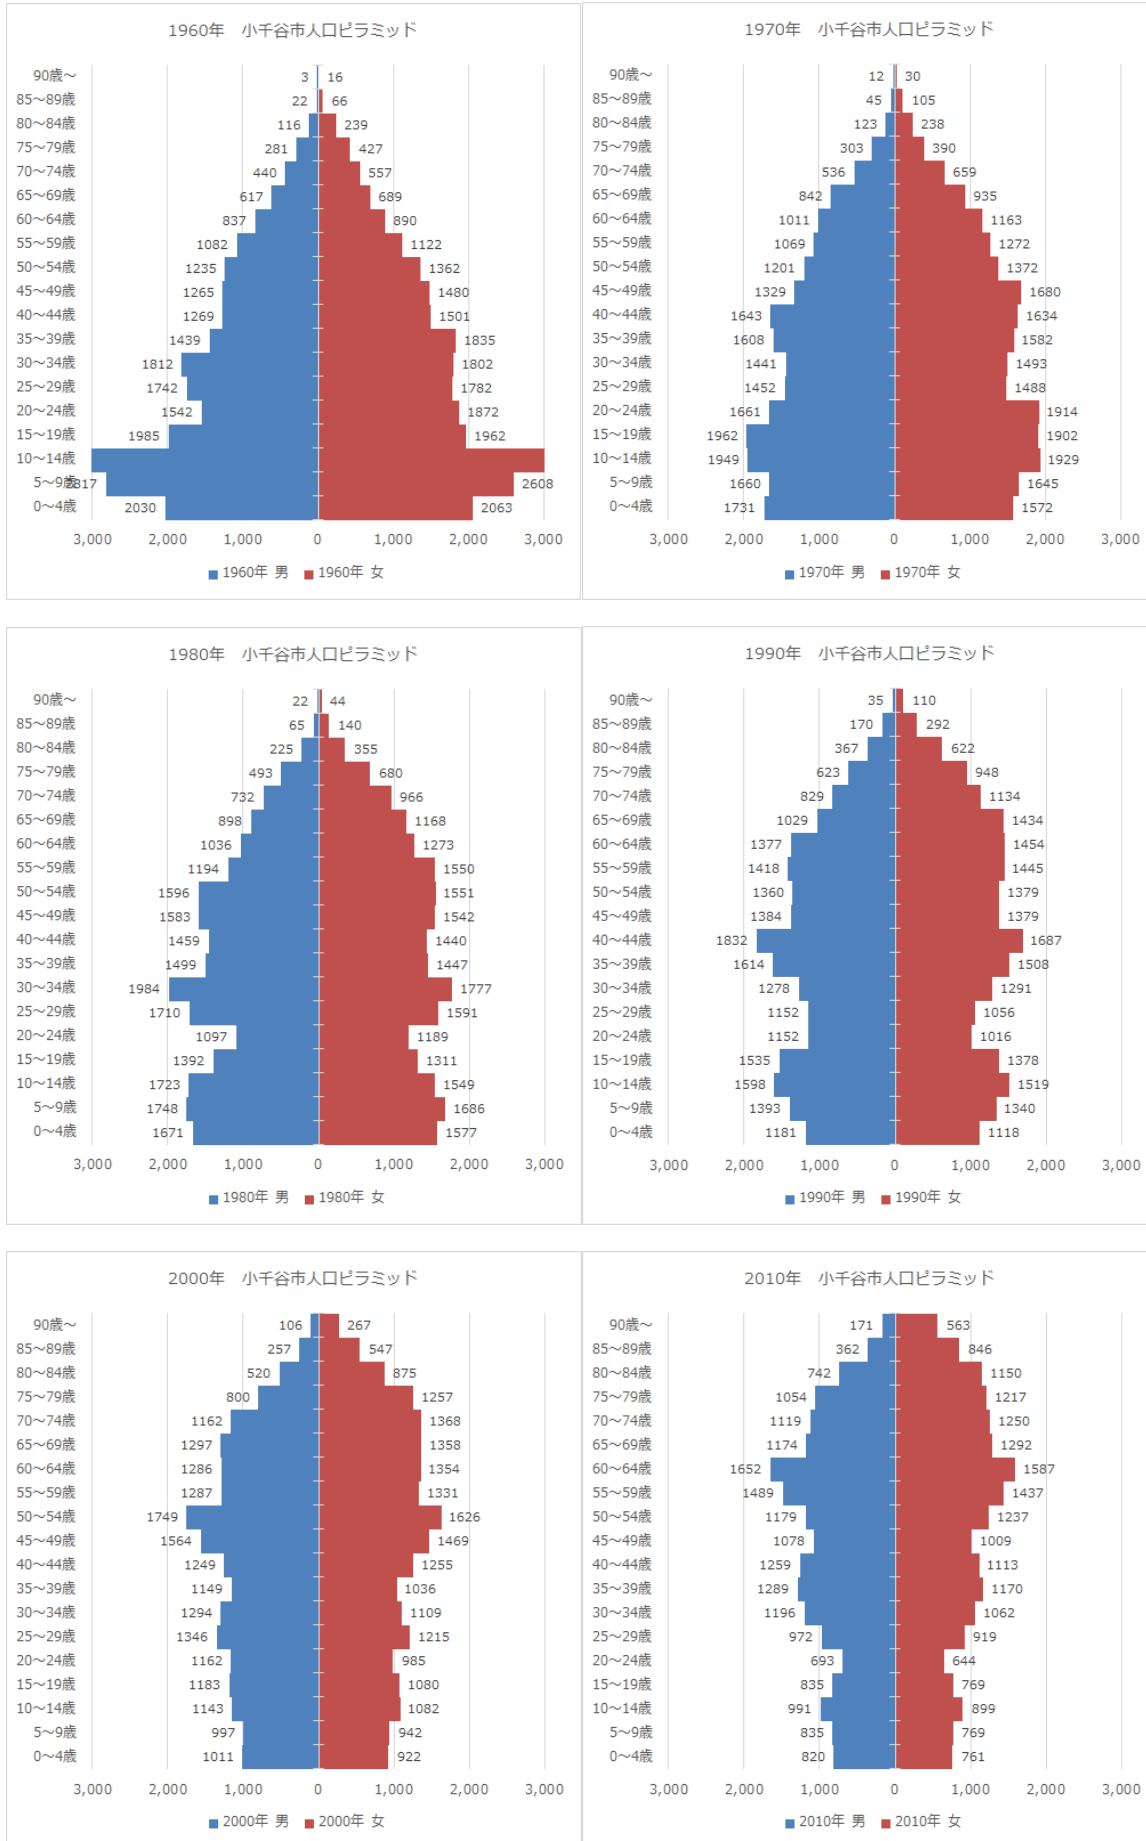 1960年 小千谷市人口ピラミッド
90歳～ 3 16
85～89歳 22 66
80～84歳 116 239
75～79歳 281 427
70～74歳 440 557
65～69歳 617 689
60～64歳 837 890
55～59歳 1082 1122
50～54歳 1235 1362
45～49歳 1265 1480
40～44歳 1269 1501
35～39歳 1439 1835
30～34歳 1812 1802
25～29歳 1742 1782
20～24歳 1542 1872
15～19歳 1985 1962
10～14歳
5～9歳 2817 2608
0～4歳 2030 2063
3,000 2,000 1,000 0 1,000 2,000 3,000
1960年 男 1960年 女
1970年 小千谷市人口ピラミッド
90歳～ 12 30
85～89歳 45 105
80～84歳 123 238
75～79歳 303 390
70～74歳 536 659
65～69歳 842 935
60～64歳 1011 1163
55～59歳 1069 1272
50～54歳 1201 1372
45～49歳 1329 1680
40～44歳 1643 1634
35～39歳 1608 1582
30～34歳 1441 1493
25～29歳 1452 1488
20～24歳 1661 1914
15～19歳 1962 1902
10～14歳 1949 1929
5～9歳 1660 1645
0～4歳 1731 1572
3,000 2,000 1,000 0 1,000 2,000 3,000
1970年 男 1970年 女
1980年 小千谷市人口ピラミッド
90歳～ 22 44
85～89歳 65 140
80～84歳 225 355
75～79歳 493 680
70～74歳 732 966
65～69歳 898 1168
60～64歳 1036 1273
55～59歳 1194 1550
50～54歳 1596 1551
45～49歳 1583 1542
40～44歳 1459 1440
35～39歳 1499 1447
30～34歳 1984 1777
25～29歳 1710 1591
20～24歳 1097 1189
15～19歳 1392 1311
10～14歳 1723 1549
5～9歳 1748 1686
0～4歳 1671 1577
3,000 2,000 1,000 0 1,000 2,000 3,000
1980年 男 1980年 女
1990年 小千谷市人口ピラミッド
90歳～ 35 110
85～89歳 170 292
80～84歳 367 622
75～79歳 623 948
70～74歳 829 1134
65～69歳 1029 1434
60～64歳 1377 1454
55～59歳 1418 1445
50～54歳 1360 1379
45～49歳 1384 1379
40～44歳 1832 1687
35～39歳 1614 1508
30～34歳 1278 1291
25～29歳 1152 1056
20～24歳 1152 1016
15～19歳 1535 1378
10～14歳 1598 1519
5～9歳 1393 1340
0～4歳 1181 1118
3,000 2,000 1,000 0 1,000 2,000 3,000
1990年 男 1990年 女
2000年 小千谷市人口ピラミッド
90歳～ 106 267
85～89歳 257 547
80～84歳 520 875
75～79歳 800 1257
70～74歳 1162 1368
65～69歳 1297 1358
60～64歳 1286 1354
55～59歳 1287 1331
50～54歳 1749 1626
45～49歳 1564 1469
40～44歳 1249 1255
35～39歳 1149 1036
30～34歳 1294 1109
25～29歳 1346 1215
20～24歳 1162 985
15～19歳 1183 1080
10～14歳 1143 1082
5～9歳 997 942
0～4歳 1011 922
3,000 2,000 1,000 0 1,000 2,000 3,000
2000年 男 2000年 女
2010年 小千谷市人口ピラミッド
90歳～ 171 563
85～89歳 362 846
80～84歳 742 1150
75～79歳 1054 1217
70～74歳 1119 1250
65～69歳 1174 1292
60～64歳 1652 1587
55～59歳 1489 1437
50～54歳 1179 1237
45～49歳 1078 1009
40～44歳 1259 1113
35～39歳 1289 1170
30～34歳 1196 1062
25～29歳 972 919
20～24歳 693 644
15～19歳 835 769
10～14歳 991 899
5～9歳 835 769
0～4歳 820 761
3,000 2,000 1,000 0 1,000 2,000 3,000
2010年 男 2010年 女